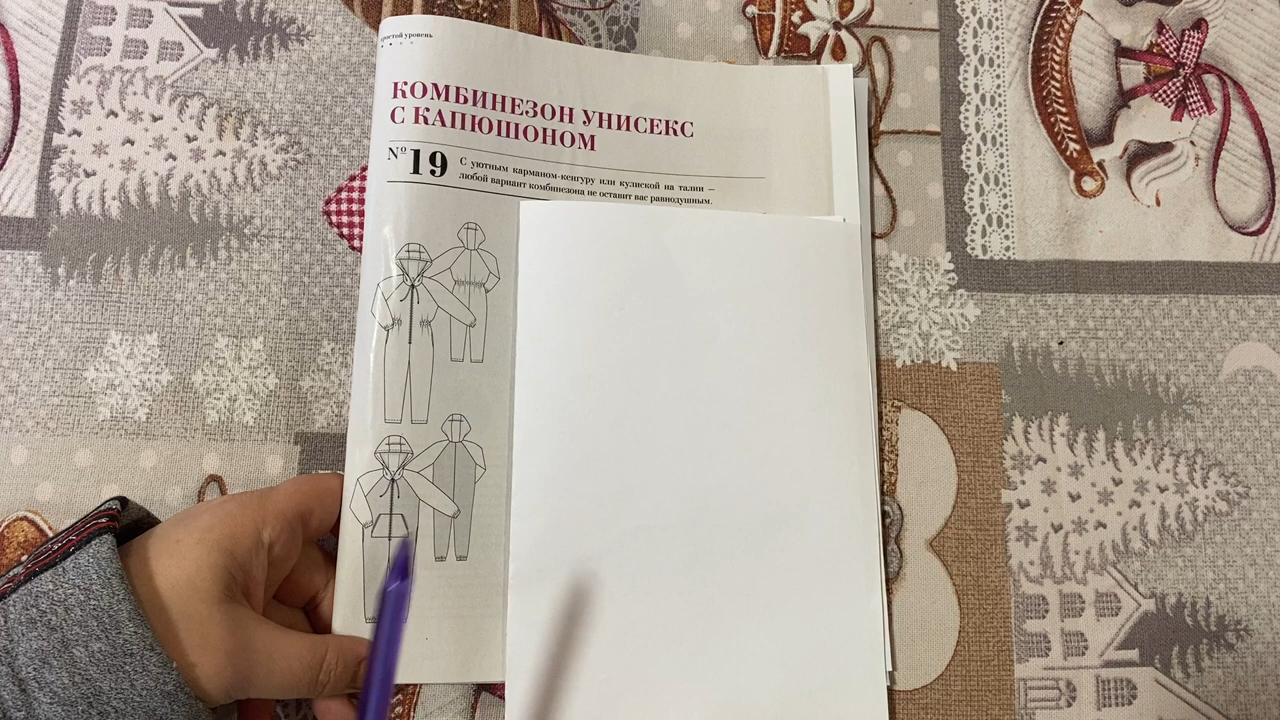 простой уровень
КОМБИНЕЗОН УНИСЕКС
С КАПЮШОНОМ
№19
С уютным карманом-кенгуру или кулиской на талии —
любой вариант комбинезона не оставит вас равнодушным.